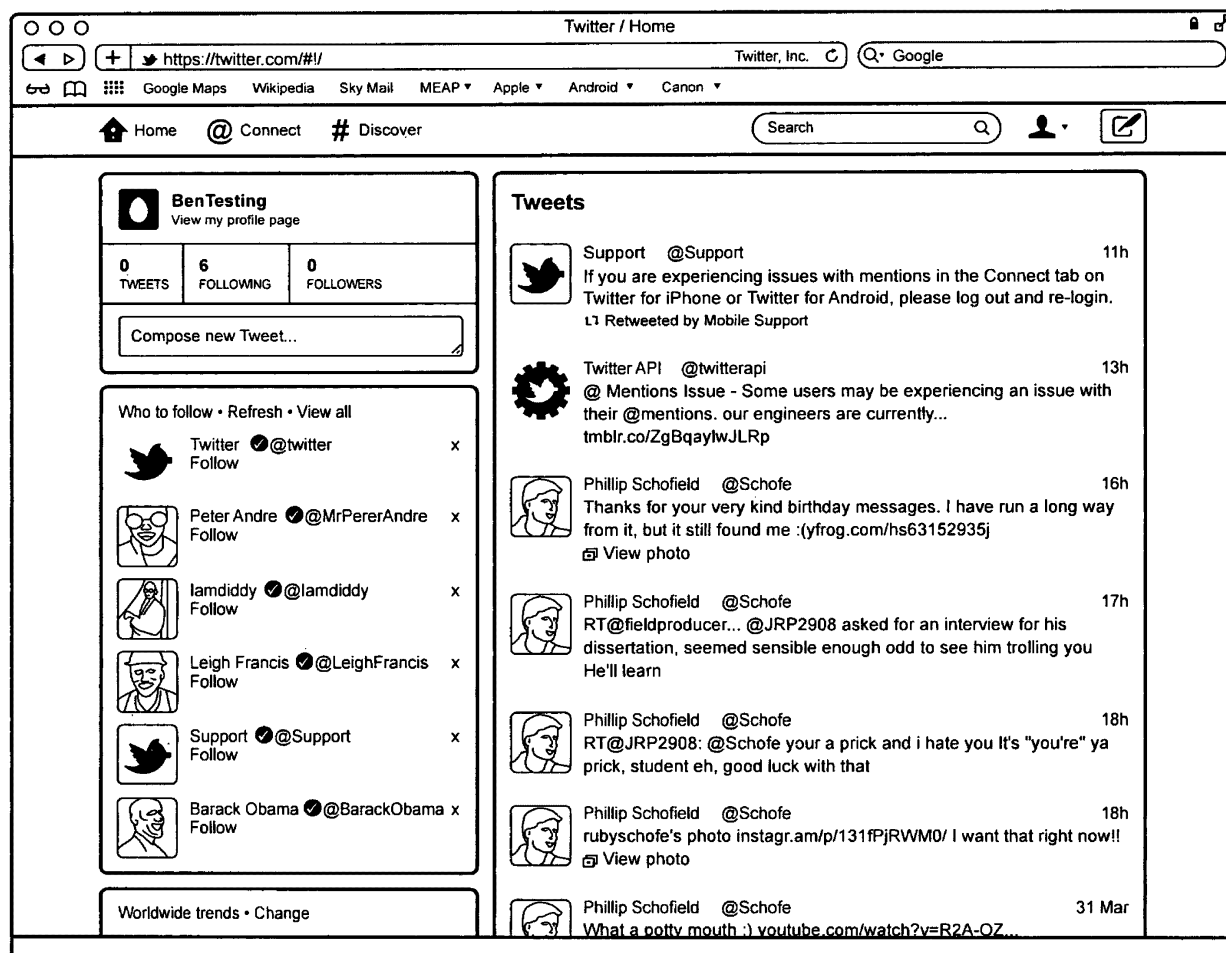 Twitter / Home
https://twitter.com/#!/ Twitter, Inc. Google
Google Maps Wikipedia Sky Mail MEAP Apple Android Canon
Home @ Connect # Discover Search
BenTesting
View my profile page
0 6 0
TWEETS FOLLOWING FOLLOWERS
Compose new Tweet...
Who to follow • Refresh • View all
Twitter @twitter x
Follow
Peter Andre @MrPererAndre x
Follow
Iamdiddy @Iamdiddy x
Follow
Leigh Francis @LeighFrancis x
Follow
Support @Support x
Follow
Barack Obama @BarackObama x
Follow
Worldwide trends • Change
Tweets
Support @Support 11h
If you are experiencing issues with mentions in the Connect tab on
Twitter for iPhone or Twitter for Android, please log out and re-login.
Retweeted by Mobile Support
Twitter API @twitterapi 13h
@ Mentions Issue - Some users may be experiencing an issue with
their @mentions. our engineers are currently...
tmblr.co/ZgBqaylwJLRp
Phillip Schofield @Schofe 16h
Thanks for your very kind birthday messages. I have run a long way
from it, but it still found me :(yfrog.com/hs63152935j
View photo
Phillip Schofield @Schofe 17h
RT@fieldproducer... @JRP2908 asked for an interview for his
dissertation, seemed sensible enough odd to see him trolling you
He'll learn
Phillip Schofield @Schofe 18h
RT@JRP2908: @Schofe your a prick and i hate you It's "you're" ya
prick, student eh, good luck with that
Phillip Schofield @Schofe 18h
rubyschofe's photo instagr.am/p/131fPjRWM0/ I want that right now!!
View photo
Phillip Schofield @Schofe 31 Mar
What a potty mouth :) youtube.com/watch?v=R2A-OZ...